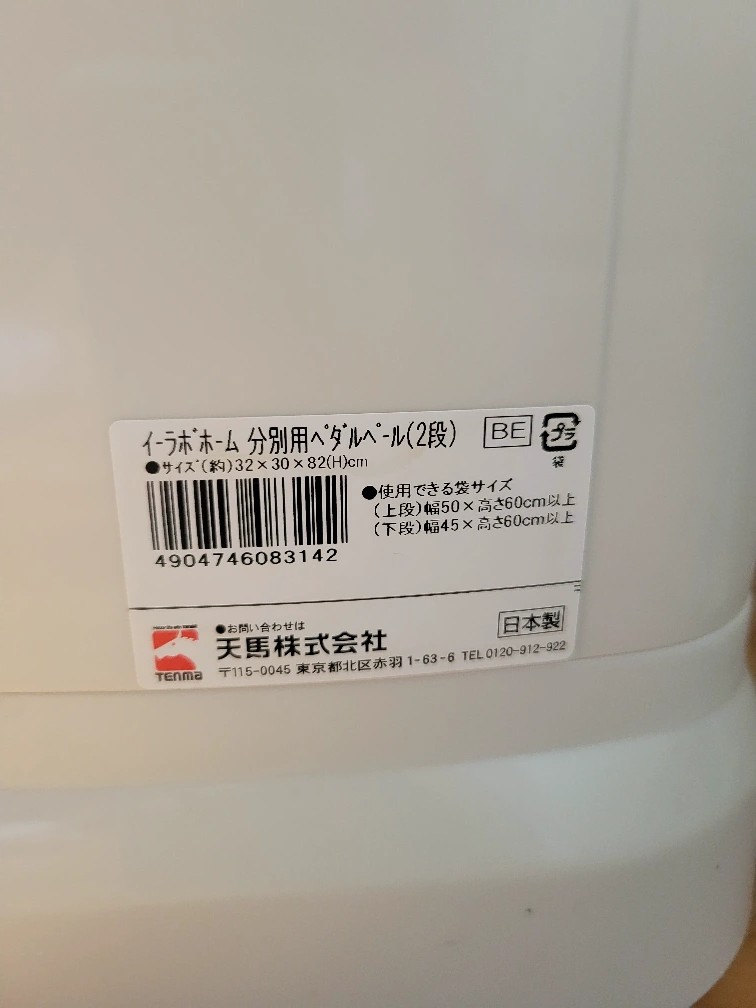 イーラボホーム 分別用ペダルペール(2段) BE プラ
袋
●サイズ(約)32×30×82(H)cm
●使用できる袋サイズ
(上段)幅50×高さ60cm以上
(下段)幅45×高さ60cm以上
4904746083142
●お問い合わせは
日本製
天馬株式会社
TENMA
〒115-0045 東京都北区赤羽1-63-6 TEL0120-912-922